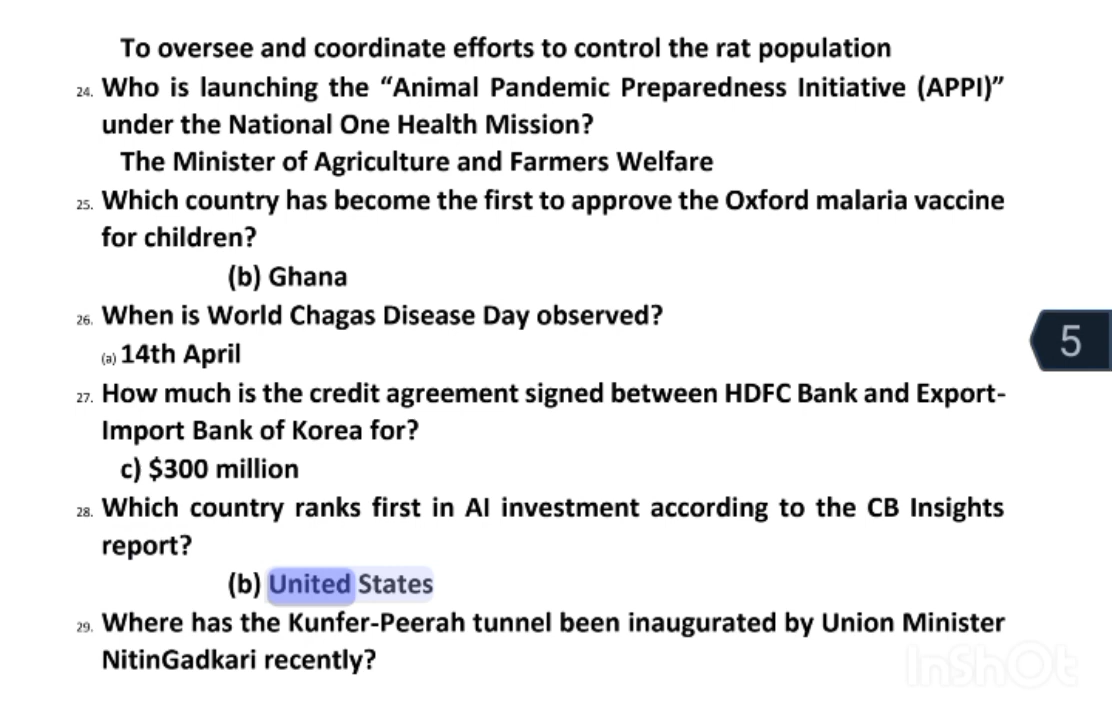 To oversee and coordinate efforts to control the rat population
24. Who is launching the “Animal Pandemic Preparedness Initiative (APPI)”
under the National One Health Mission?
The Minister of Agriculture and Farmers Welfare
25. Which country has become the first to approve the Oxford malaria vaccine
for children?
(b) Ghana
26. When is World Chagas Disease Day observed?
(a) 14th April
5
27. How much is the credit agreement signed between HDFC Bank and Export-
Import Bank of Korea for?
c) $300 million
28. Which country ranks first in AI investment according to the CB Insights
report?
(b) United States
29. Where has the Kunfer-Peerah tunnel been inaugurated by Union Minister
NitinGadkari recently?
InShOt